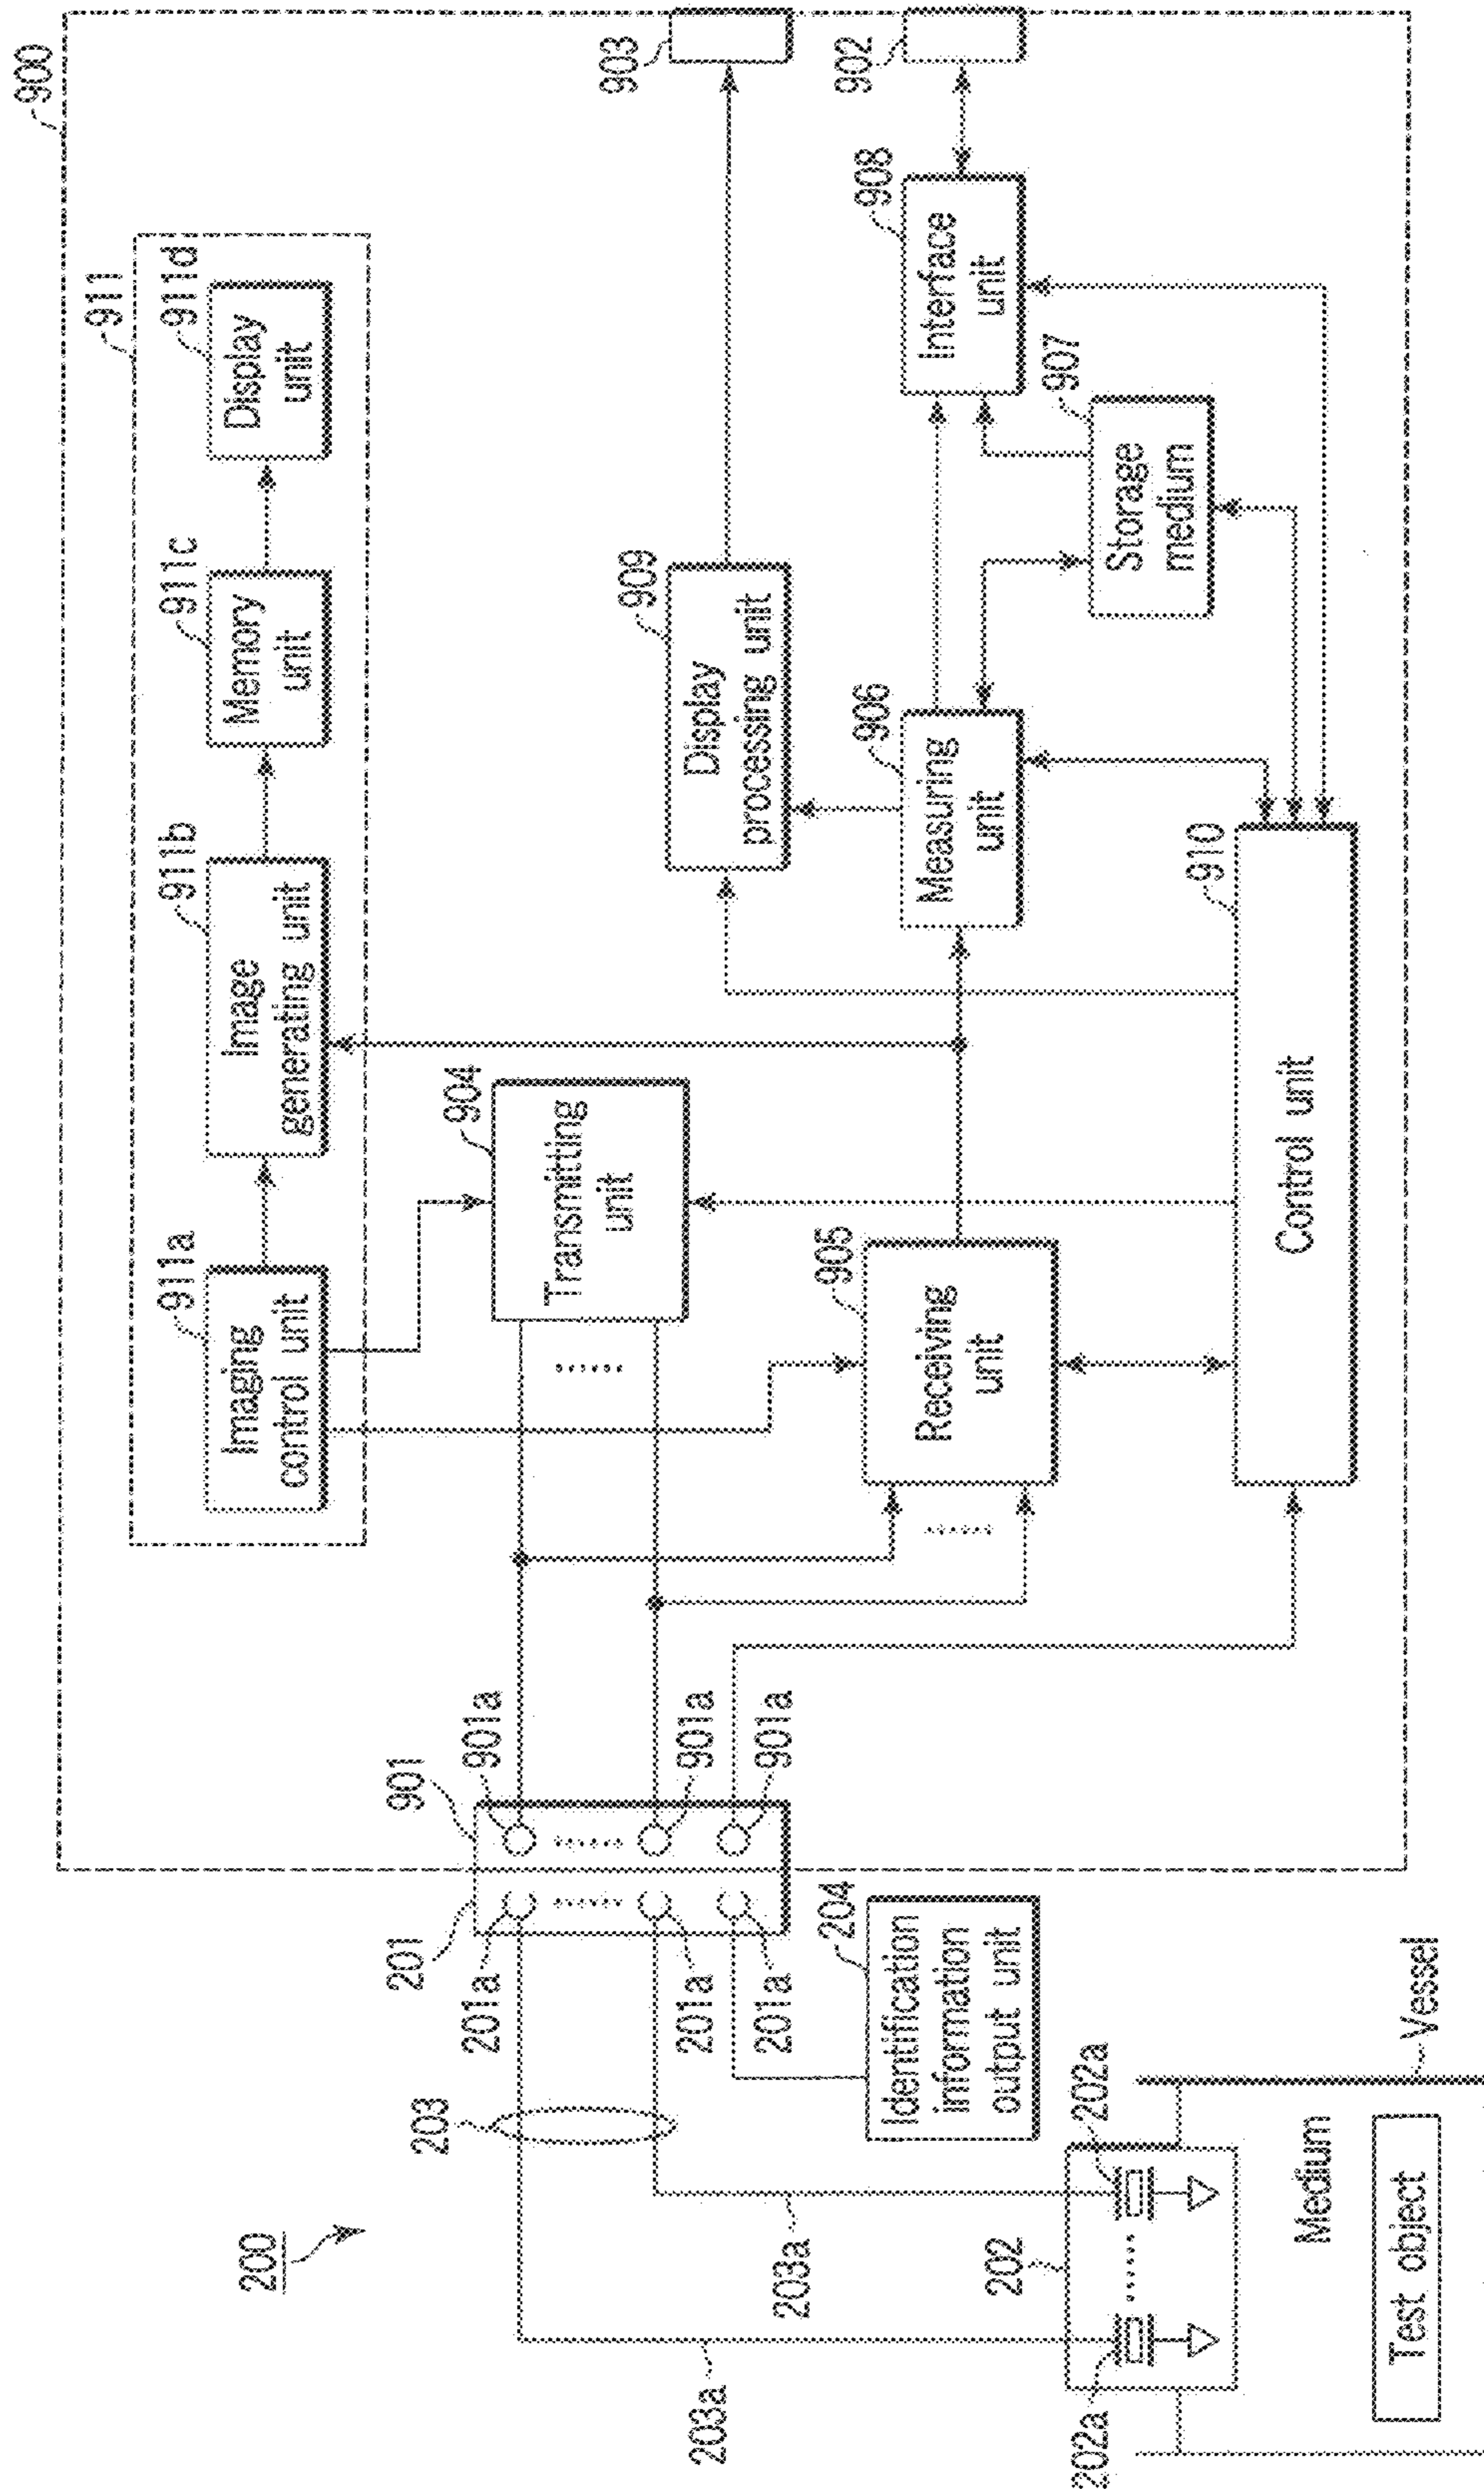 900
911
911a
Imaging
control unit
911b
Image
generating unit
911c
Memory
unit
911d
Display
unit
903
904
Transmitting
unit
909
Display
processing unit
902
905
Receiving
unit
906
Measuring
unit
908
Interface
unit
907
Storage
medium
910
Control unit
901
901a
901a
901a
201
201a
201a
201a
200
203
204
Identification
information
output unit
203a
203a
202
202a
202a
Medium
Vessel
Test object